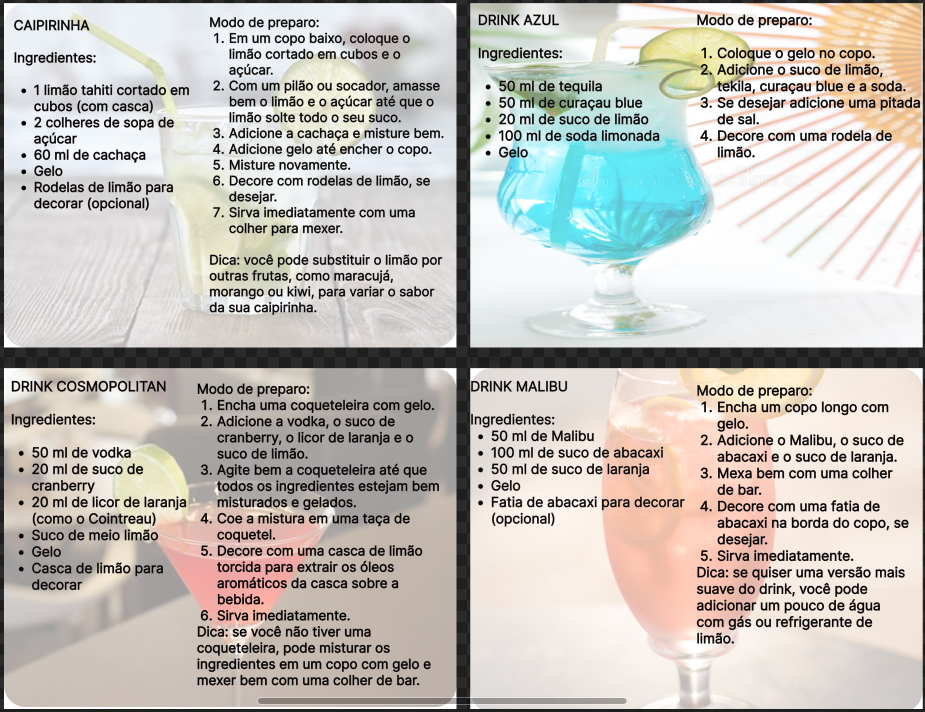 CAIPIRINHA
Ingredientes:
• 1 limão tahiti cortado em
cubos (com casca)
• 2 colheres de sopa de
açúcar
• 60 ml de cachaça
• Gelo
• Rodelas de limão para
decorar (opcional)
Modo de preparo:
1. Em um copo baixo, coloque o
limão cortado em cubos e o
açúcar.
2. Com um pilão ou socador, amasse
bem o limão e o açúcar até que o
limão solte todo o seu suco.
3. Adicione a cachaça e misture bem.
4. Adicione gelo até encher o copo.
5. Misture novamente.
6. Decore com rodelas de limão, se
desejar.
7. Sirva imediatamente com uma
colher para mexer.
Dica: você pode substituir o limão por
outras frutas, como maracujá,
morango ou kiwi, para variar o sabor
da sua caipirinha.
DRINK AZUL
Ingredientes:
• 50 ml de tequila
• 50 ml de curaçau blue
• 20 ml de suco de limão
• 100 ml de soda limonada
• Gelo
Modo de preparo:
1. Coloque o gelo no copo.
2. Adicione o suco de limão,
tekila, curaçau blue e a soda.
3. Se desejar adicione uma pitada
de sal.
4. Decore com uma rodela de
limão.
DRINK COSMOPOLITAN
Ingredientes:
• 50 ml de vodka
• 20 ml de suco de
cranberry
• 20 ml de licor de laranja
(como o Cointreau)
• Suco de meio limão
• Gelo
• Casca de limão para
decorar
Modo de preparo:
1. Encha uma coqueteleira com gelo.
2. Adicione a vodka, o suco de
cranberry, o licor de laranja e o
suco de limão.
3. Agite bem a coqueteleira até que
todos os ingredientes estejam bem
misturados e gelados.
4. Coe a mistura em uma taça de
coquetel.
5. Decore com uma casca de limão
torcida para extrair os óleos
aromáticos da casca sobre a
bebida.
6. Sirva imediatamente.
Dica: se você não tiver uma
coqueteleira, pode misturar os
ingredientes em um copo com gelo e
mexer bem com uma colher de bar.
DRINK MALIBU
Ingredientes:
• 50 ml de Malibu
• 100 ml de suco de abacaxi
• 50 ml de suco de laranja
• Gelo
• Fatia de abacaxi para decorar
(opcional)
Modo de preparo:
1. Encha um copo longo com
gelo.
2. Adicione o Malibu, o suco de
abacaxi e o suco de laranja.
3. Mexa bem com uma colher
de bar.
4. Decore com uma fatia de
abacaxi na borda do copo, se
desejar.
5. Sirva imediatamente.
Dica: se quiser uma versão mais
suave do drink, você pode
adicionar um pouco de água
com gás ou refrigerante de
limão.